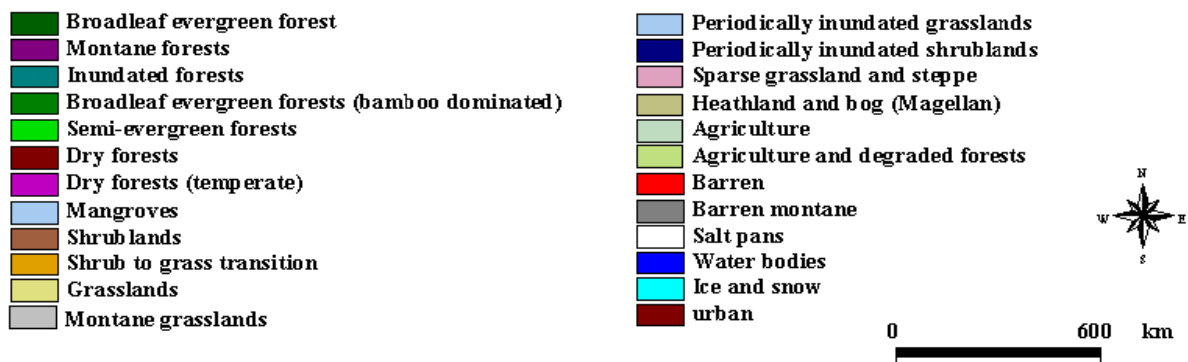 Broadleaf evergreen forest
Montane forests
Inundated forests
Broadleaf evergreen forests (bamboo dominated)
Semi-evergreen forests
Dry forests
Dry forests (temperate)
Mangroves
Shrublands
Shrub to grass transition
Grasslands
Montane grasslands
Periodically inundated grasslands
Periodically inundated shrublands
Sparse grassland and steppe
Heathland and bog (Magellan)
Agriculture
Agriculture and degraded forests
Barren
Barren montane
Salt pans
Water bodies
Ice and snow
urban
N
W E
S
0 600 km